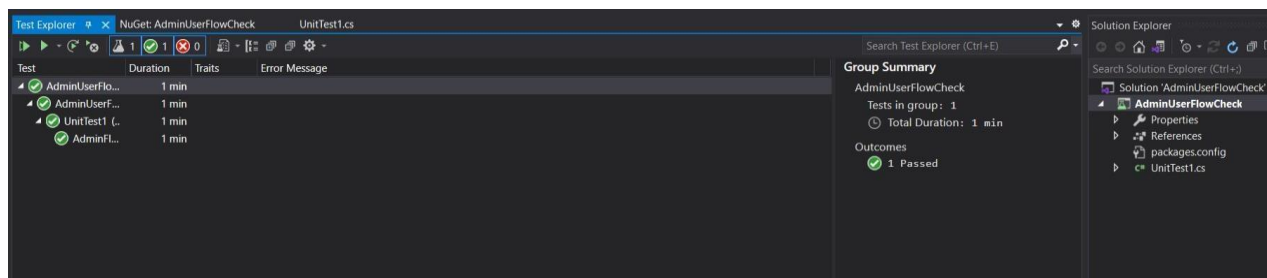 Test Explorer NuGet: AdminUserFlowCheck UnitTest1.cs
1 1 0 Search Test Explorer (Ctrl+E)
Test Duration Traits Error Message
AdminUserFlo... 1 min
AdminUserF... 1 min
UnitTest1 (.. 1 min
AdminFl... 1 min
Group Summary
AdminUserFlowCheck
Tests in group: 1
Total Duration: 1 min
Outcomes
1 Passed
Solution Explorer
Search Solution Explorer (Ctrl+;)
Solution 'AdminUserFlowCheck'
AdminUserFlowCheck
Properties
References
packages.config
C# UnitTest1.cs